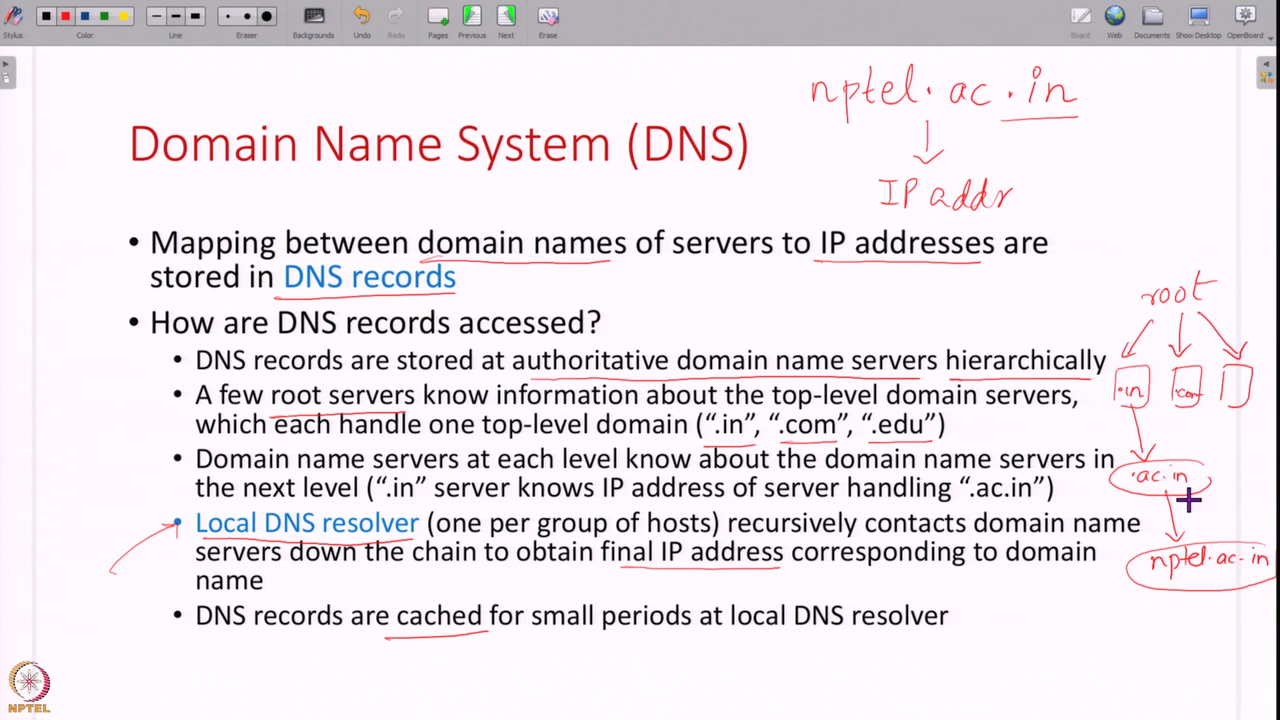 Stylus
Color
Line
Eraser
Backgrounds
Undo
Redo
Pages
Previous
Next
Erase
Board
Web
Documents
Show Desktop
OpenBoard
nptel.ac.in
IP addr
Domain Name System (DNS)
• Mapping between domain names of servers to IP addresses are
stored in DNS records
• How are DNS records accessed?
• DNS records are stored at authoritative domain name servers hierarchically
• A few root servers know information about the top-level domain servers,
which each handle one top-level domain (“.in”, “.com”, “.edu”)
• Domain name servers at each level know about the domain name servers in
the next level (“.in” server knows IP address of server handling “.ac.in”)
• Local DNS resolver (one per group of hosts) recursively contacts domain name
servers down the chain to obtain final IP address corresponding to domain
name
• DNS records are cached for small periods at local DNS resolver
root
.in
.com
.ac.in
nptel.ac.in
NPTEL